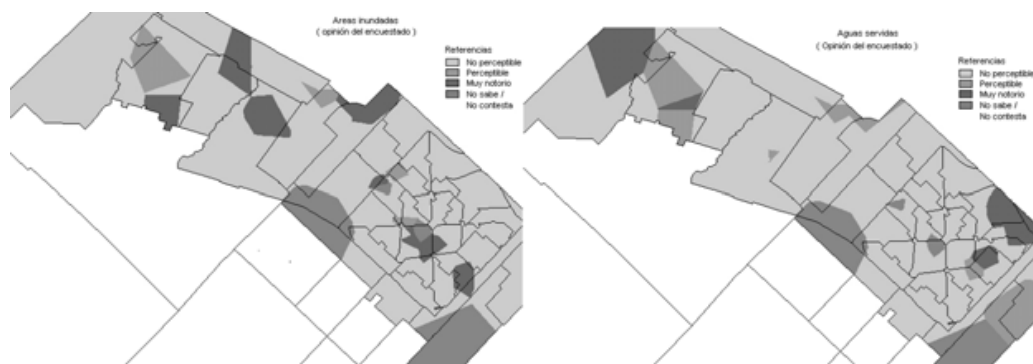 Areas inundadas
( opinión del encuestado )
Referencias
No perceptible
Perceptible
Muy notorio
No sabe /
No contesta
Aguas servidas
( Opinión del encuestado )
Referencias
No perceptible
Perceptible
Muy notorio
No sabe /
No contesta